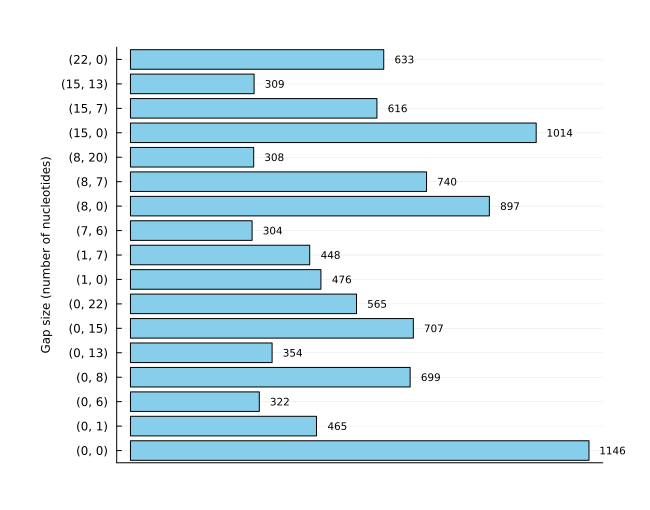 (22, 0) 633
(15, 13) 309
(15, 7) 616
(15, 0) 1014
(8, 20) 308
(8, 7) 740
(8, 0) 897
(7, 6) 304
(1, 7) 448
(1, 0) 476
(0, 22) 565
(0, 15) 707
(0, 13) 354
(0, 8) 699
(0, 6) 322
(0, 1) 465
(0, 0) 1146
Gap size (number of nucleotides)